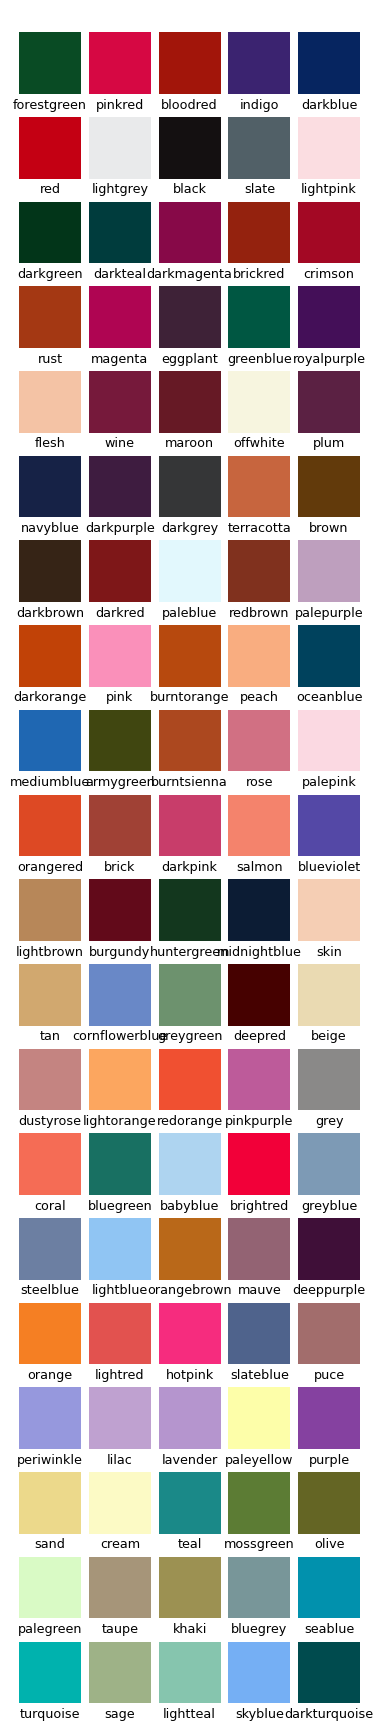 forestgreen pinkred bloodred indigo darkblue
red lightgrey black slate lightpink
darkgreen darkteal darkmagenta brickred crimson
rust magenta eggplant greenblue royalpurple
flesh wine maroon offwhite plum
navyblue darkpurple darkgrey terracotta brown
darkbrown darkred paleblue redbrown palepurple
darkorange pink burntorange peach oceanblue
mediumblue armygreen burntsienna rose palepink
orangered brick darkpink salmon blueviolet
lightbrown burgundy huntergreen midnightblue skin
tan cornflowerblue greygreen deepred beige
dustyrose lightorange redorange pinkpurple grey
coral bluegreen babyblue brightred greyblue
steelblue lightblue orangebrown mauve deeppurple
orange lightred hotpink slateblue puce
periwinkle lilac lavender paleyellow purple
sand cream teal mossgreen olive
palegreen taupe khaki bluegrey seablue
turquoise sage lightteal skyblue darkturquoise